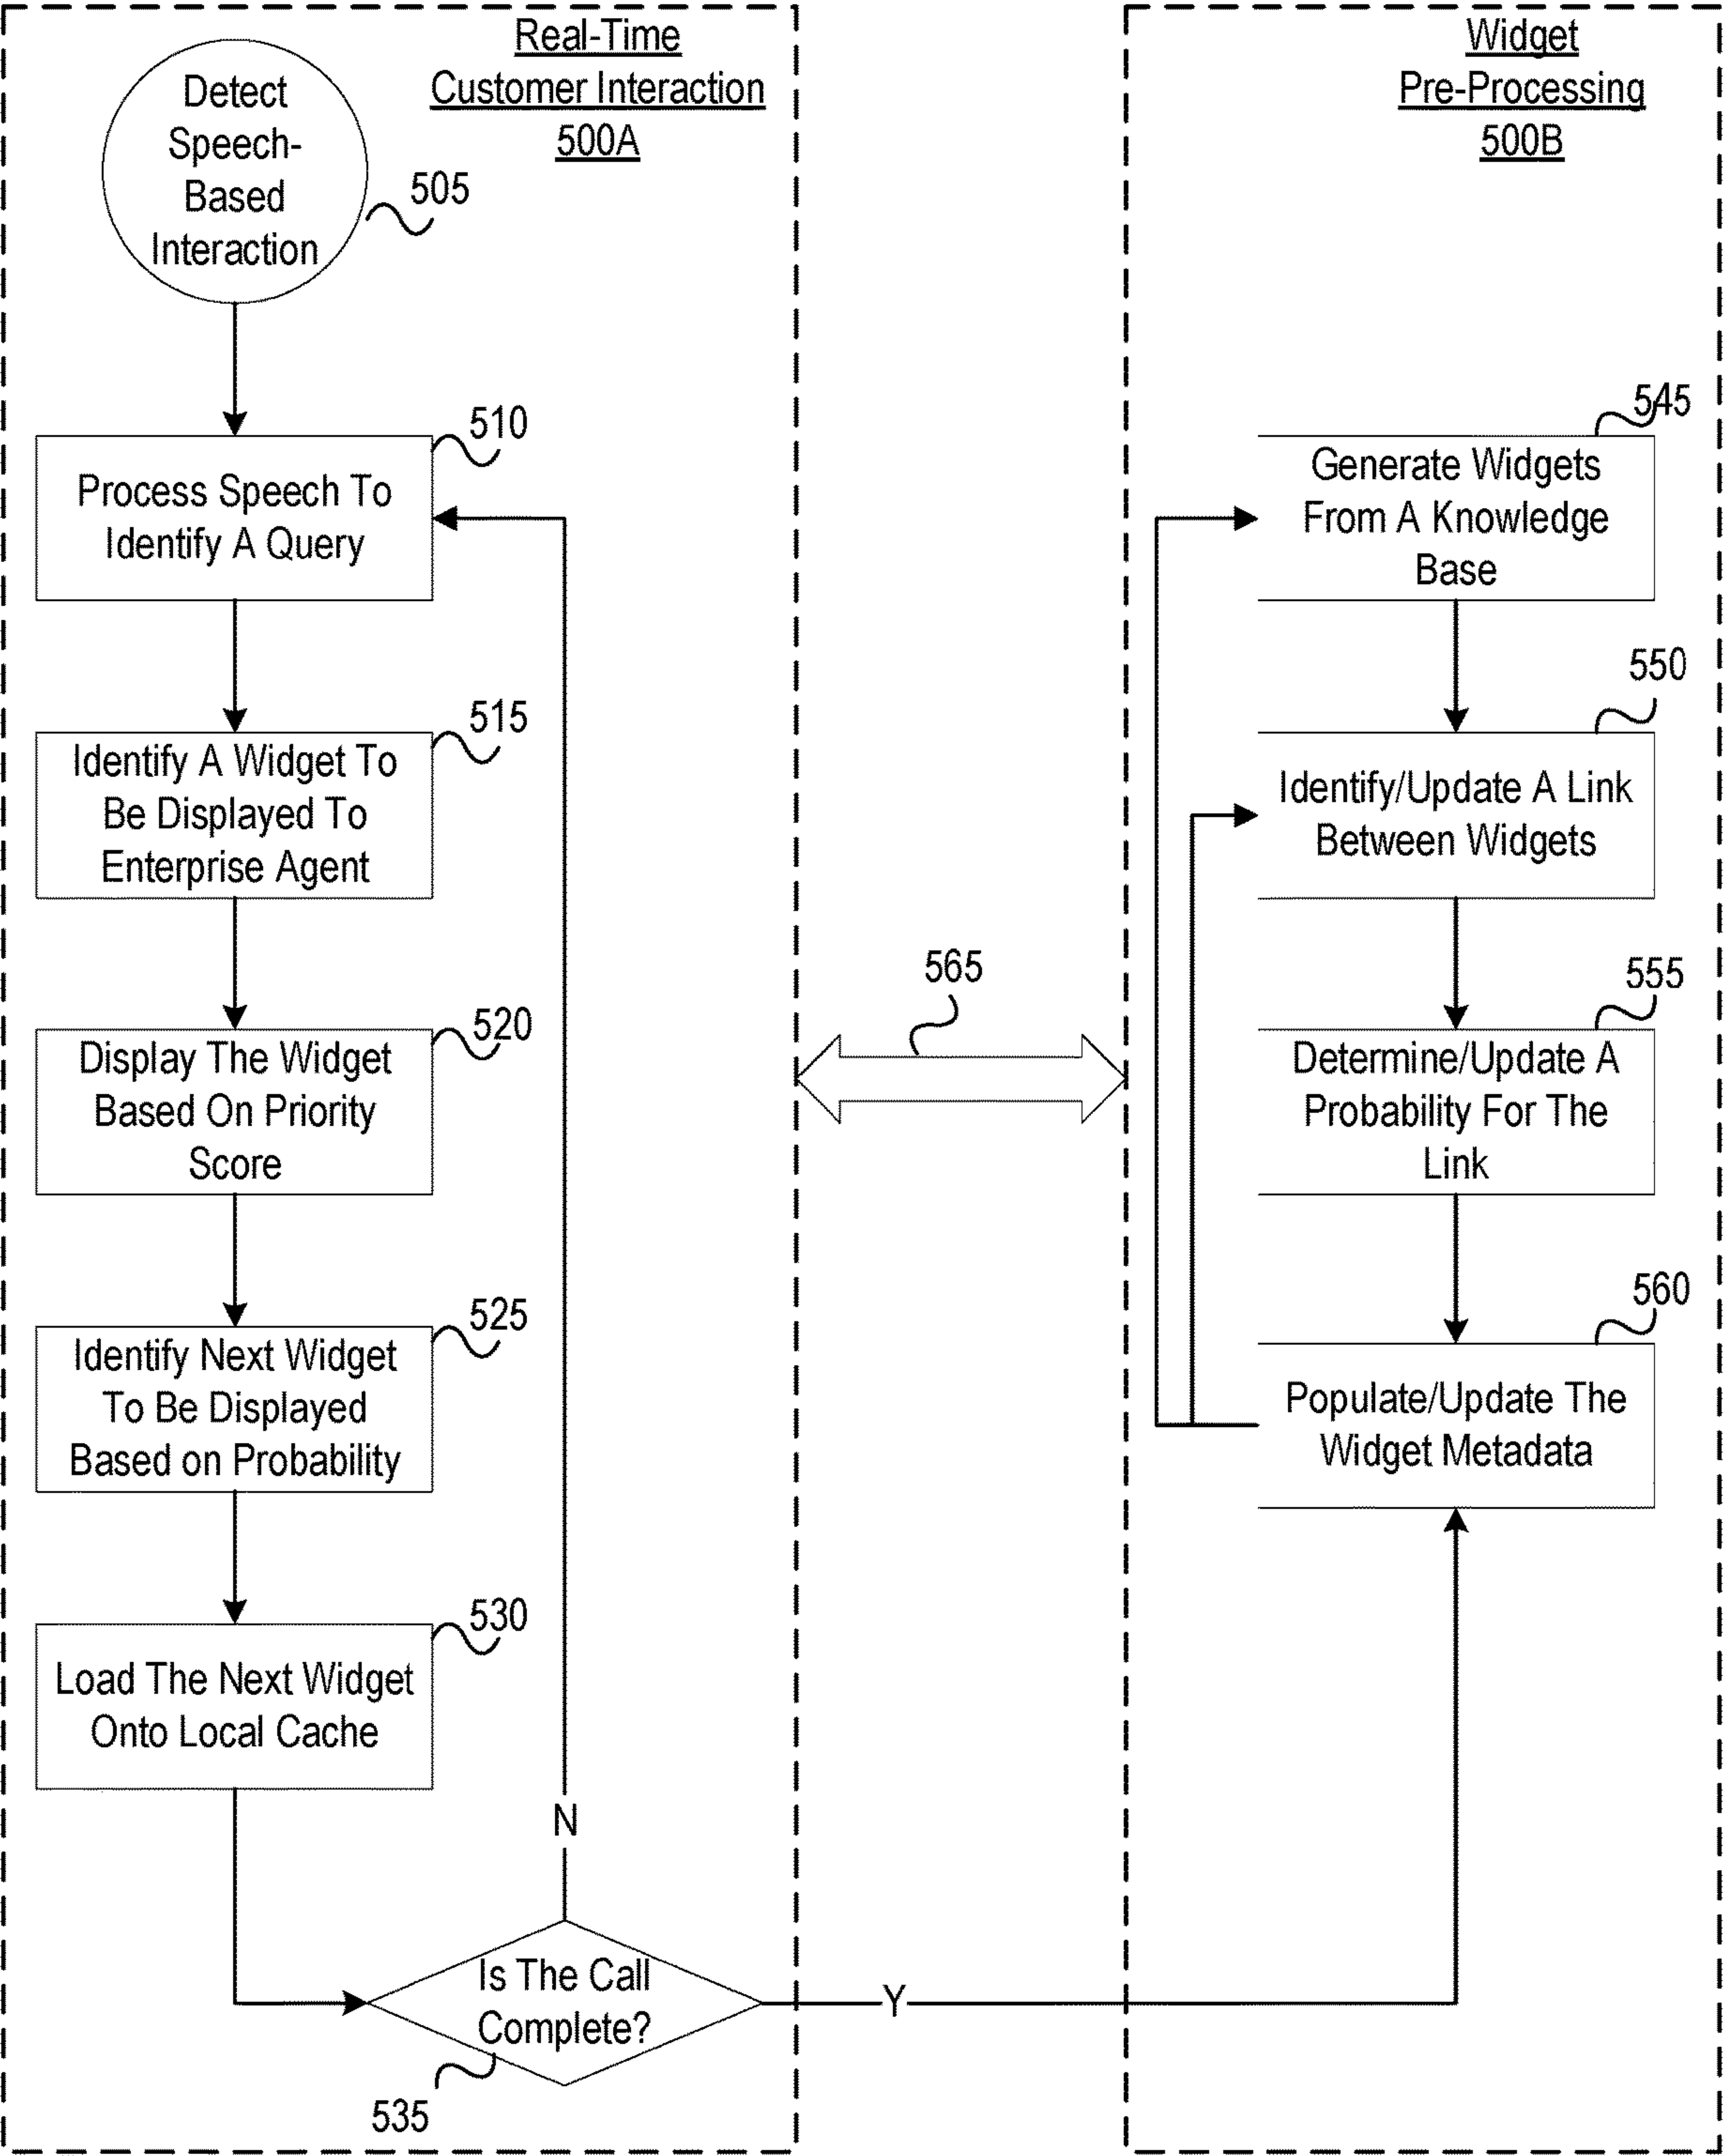 Real-Time
Customer Interaction
500A
Detect
Speech-
Based
Interaction
505
510
Process Speech To
Identify A Query
515
Identify A Widget To
Be Displayed To
Enterprise Agent
520
Display The Widget
Based On Priority
Score
525
Identify Next Widget
To Be Displayed
Based on Probability
530
Load The Next Widget
Onto Local Cache
N
Is The Call
Complete?
Y
535
565
Widget
Pre-Processing
500B
545
Generate Widgets
From A Knowledge
Base
550
Identify/Update A Link
Between Widgets
555
Determine/Update A
Probability For The
Link
560
Populate/Update The
Widget Metadata